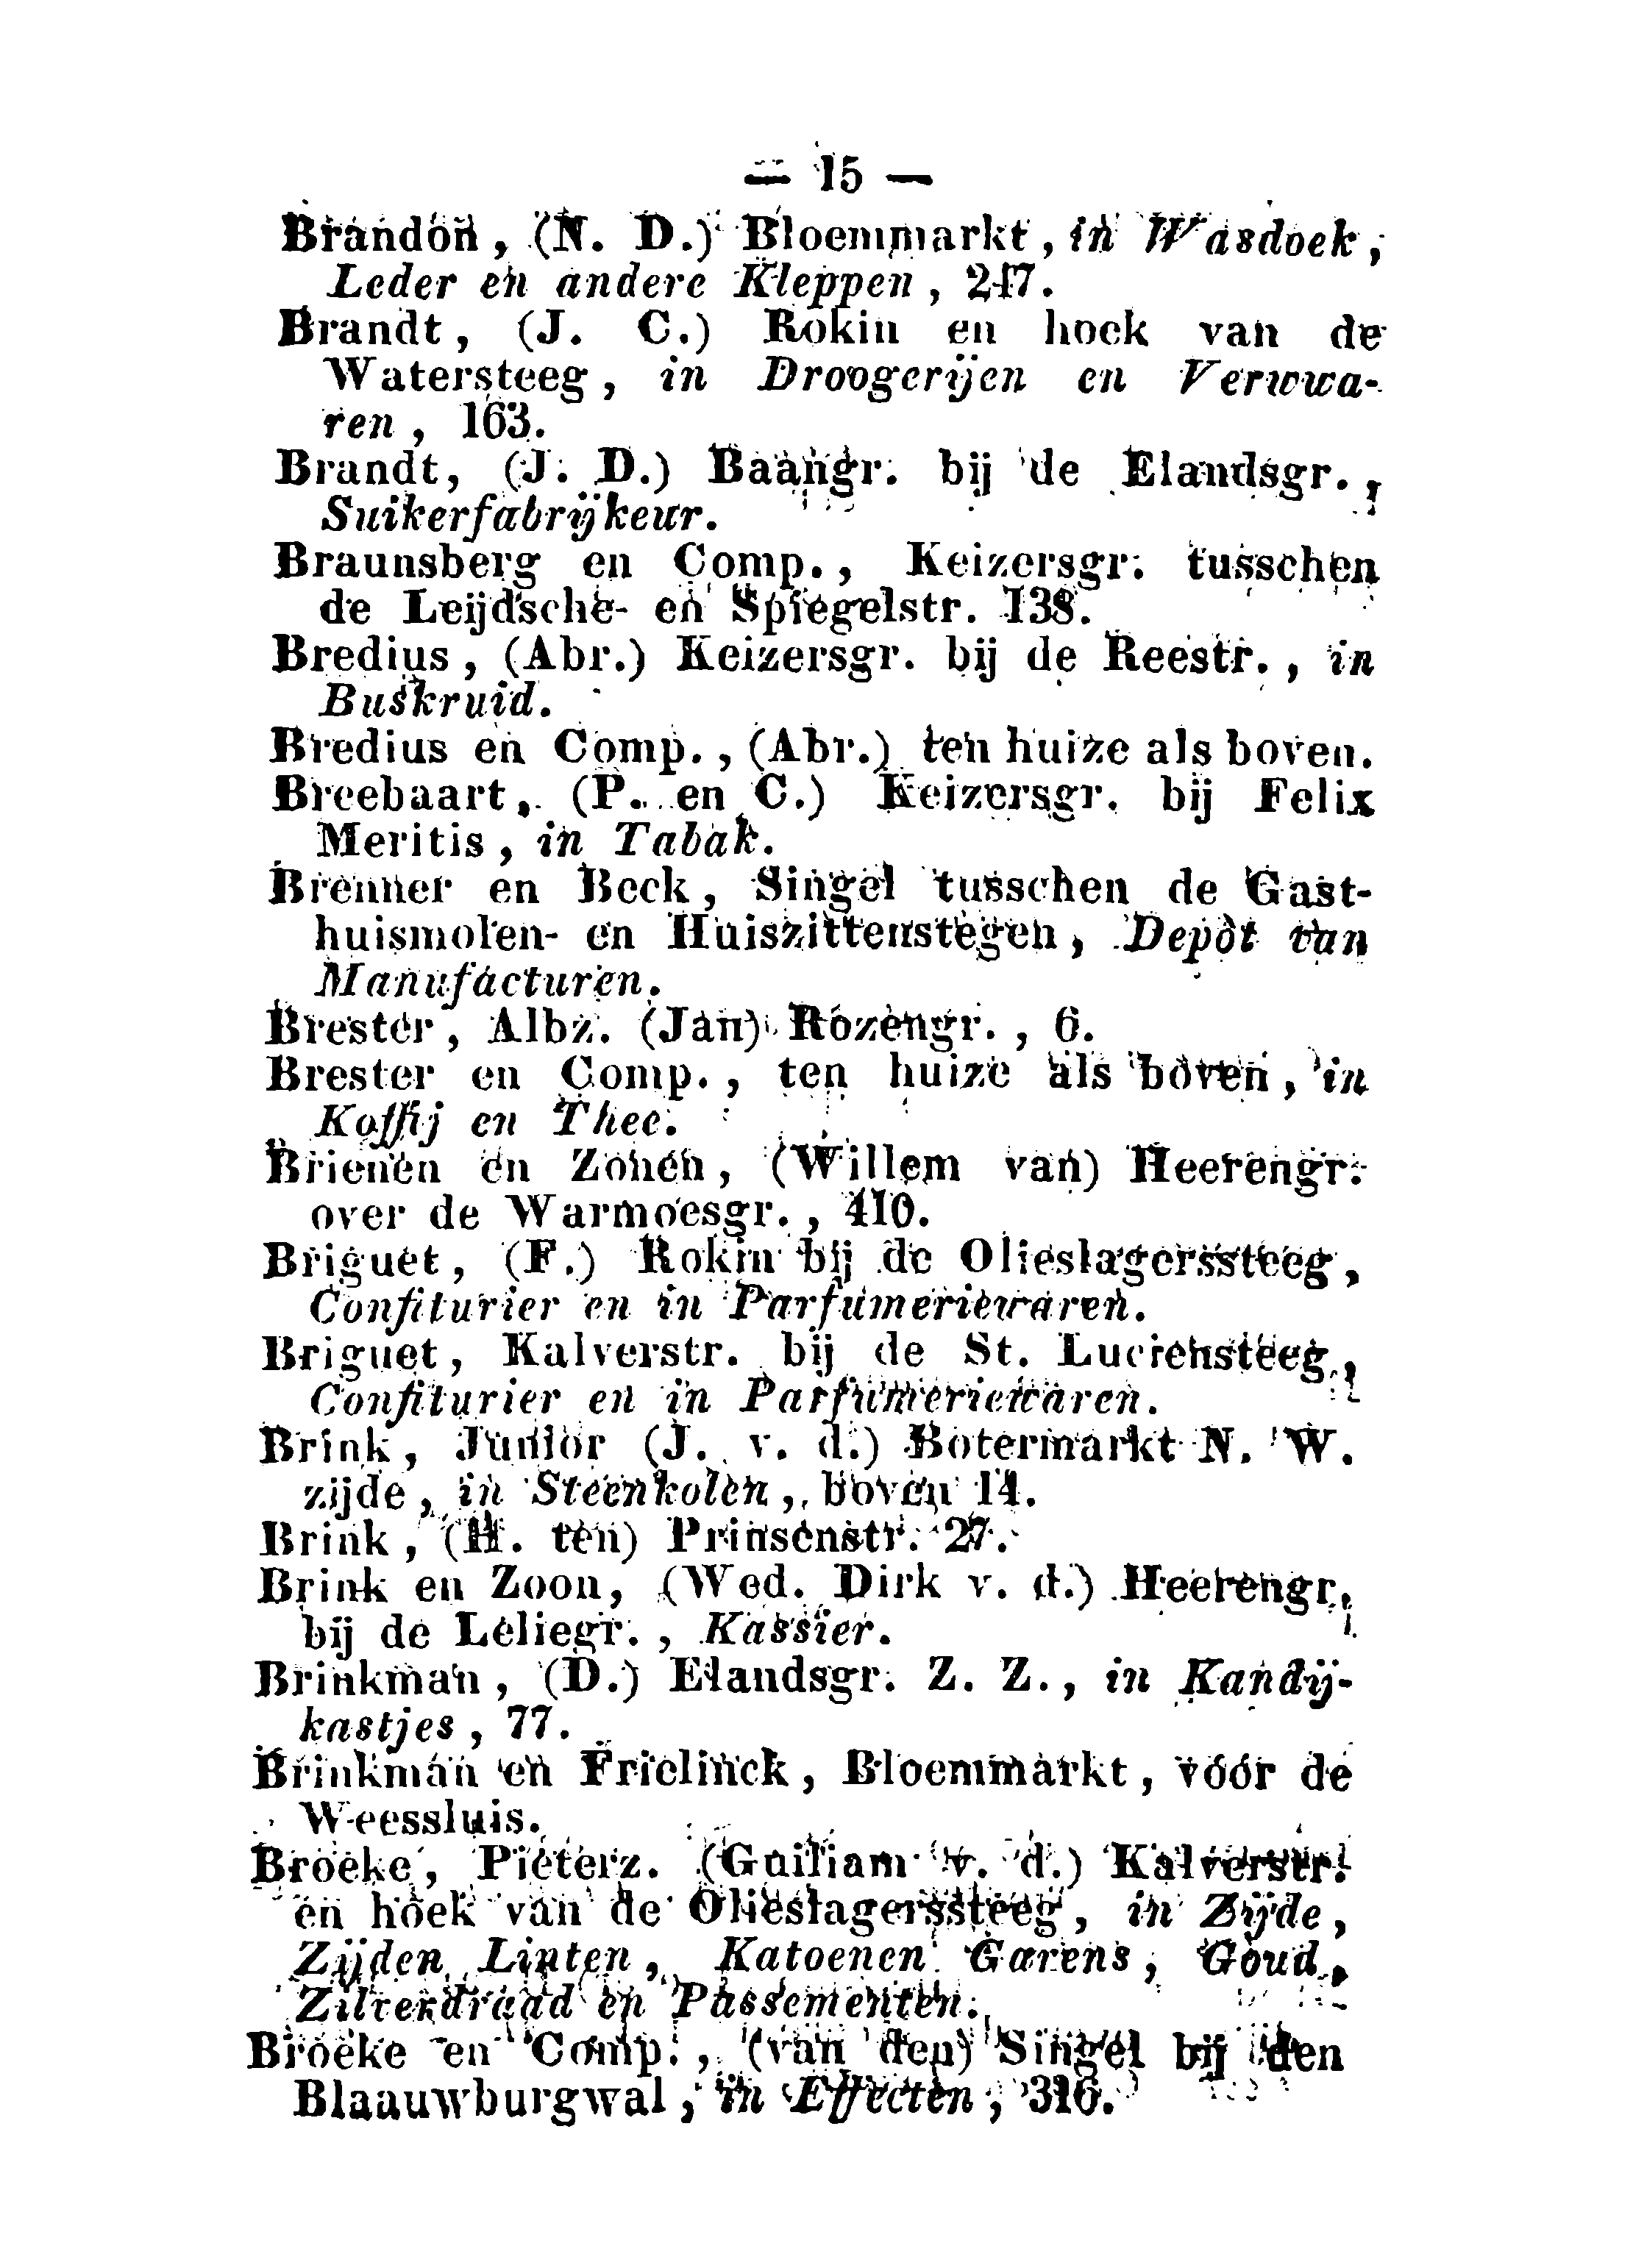 — 15 —
Brandon, (N. D.) Bloemmarkt, in Wasdoek,
Leder en andere Kleppen, 247.
Brandt, (J. C.) Rokin en hoek van de
Watersteeg, in Droogerijen en Verwwa-
ren, 163.
Brandt, (J. D.) Baangr. bij de Elandsgr.,
Suikerfabrijkeur.
Braunsberg en Comp., Keizersgr. tusschen
de Leijdsche- en Spiegelstr. 138.
Bredius, (Abr.) Keizersgr. bij de Reestr., in
Buskruid.
Bredius en Comp., (Abr.) ten huize als boven.
Breebaart, (P. en C.) Keizersgr. bij Felix
Meritis, in Tabak.
Brenner en Beck, Singel tusschen de Gast-
huismolen- en Huiszittenstegen, Depòt van
Manufacturen.
Brester, Albz. (Jan) Rozengr., 6.
Brester en Comp., ten huize als boven, in
Koffij en Thee.
Brienen en Zonen, (Willem van) Heerengr.
over de Warmoesgr., 410.
Briguet, (F.) Rokin bij de Olieslagerssteeg,
Confiturier en in Parfumeriewaren.
Briguet, Kalverstr. bij de St. Luciensteeg,
Confiturier en in Parfumeriewaren.
Brink, Junior (J. v. d.) Botermarkt N. W.
zijde, in Steenkolen, boven 14.
Brink, (H. ten) Prinsenstr. 27.
Brink en Zoon, (Wed. Dirk v. d.) Heerengr.
bij de Leliegr., Kassier.
Brinkman, (D.) Elandsgr. Z. Z., in Kandij-
kastjes, 77.
Brinkman en Frielinck, Bloemmarkt, vóór de
Weessluis.
Broeke, Pieterz. (Guiliam v. d.) Kalverstr.
en hoek van de Olieslagerssteeg, in Zijde,
Zijden Linten, Katoenen Garens, Goud,
Zilverdraad en Passementen.
Broeke en Comp., (van den) Singel bij den
Blaauwburgwal, in Effecten, 316.